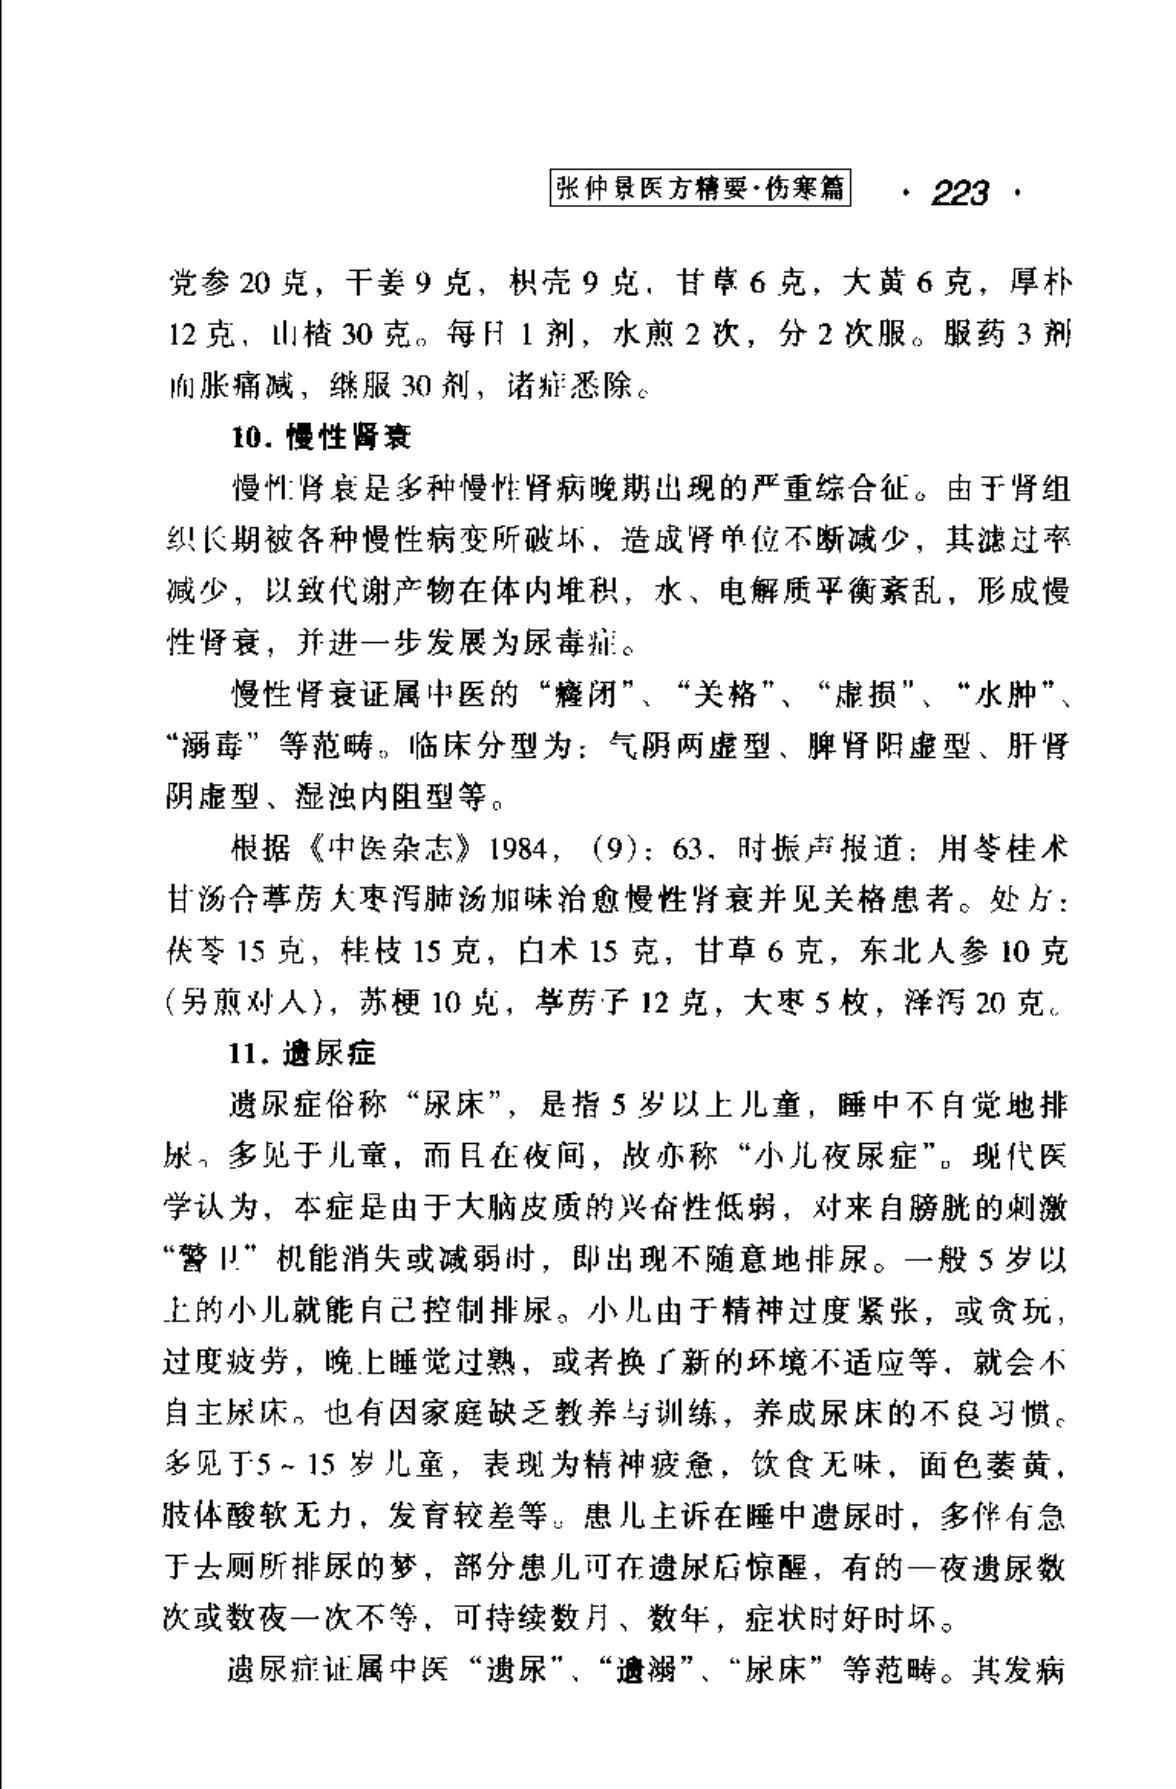 张仲景医方精要·伤寒篇 · 223 ·
党参 20 克，干姜 9 克，枳壳 9 克，甘草 6 克，大黄 6 克，厚朴
12 克，山楂 30 克。每日 1 剂，水煎 2 次，分 2 次服。服药 3 剂
而胀痛减，继服 30 剂，诸症悉除。
10. 慢性肾衰
慢性肾衰是多种慢性肾病晚期出现的严重综合征。由于肾组
织长期被各种慢性病变所破坏，造成肾单位不断减少，其滤过率
减少，以致代谢产物在体内堆积，水、电解质平衡紊乱，形成慢
性肾衰，并进一步发展为尿毒症。
慢性肾衰证属中医的“癃闭”、“关格”、“虚损”、“水肿”、
“溺毒”等范畴。临床分型为：气阴两虚型、脾肾阳虚型、肝肾
阴虚型、湿浊内阻型等。
根据《中医杂志》1984，（9）：63，时振声报道：用苓桂术
甘汤合葶苈大枣泻肺汤加味治愈慢性肾衰并见关格患者。处方：
茯苓 15 克，桂枝 15 克，白术 15 克，甘草 6 克，东北人参 10 克
（另煎对人），苏梗 10 克，葶苈子 12 克，大枣 5 枚，泽泻 20 克。
11. 遗尿症
遗尿症俗称“尿床”，是指 5 岁以上儿童，睡中不自觉地排
尿。多见于儿童，而且在夜间，故亦称“小儿夜尿症”。现代医
学认为，本症是由于大脑皮质的兴奋性低弱，对来自膀胱的刺激
“警卫”机能消失或减弱时，即出现不随意地排尿。一般 5 岁以
上的小儿就能自己控制排尿。小儿由于精神过度紧张，或贪玩，
过度疲劳，晚上睡觉过熟，或者换了新的环境不适应等，就会不
自主尿床。也有因家庭缺乏教养与训练，养成尿床的不良习惯。
多见于5～15 岁儿童，表现为精神疲惫，饮食无味，面色萎黄，
肢体酸软无力，发育较差等。患儿主诉在睡中遗尿时，多伴有急
于去厕所排尿的梦，部分患儿可在遗尿后惊醒，有的一夜遗尿数
次或数夜一次不等，可持续数月、数年，症状时好时坏。
遗尿症证属中医“遗尿”、“遗溺”、“尿床”等范畴。其发病